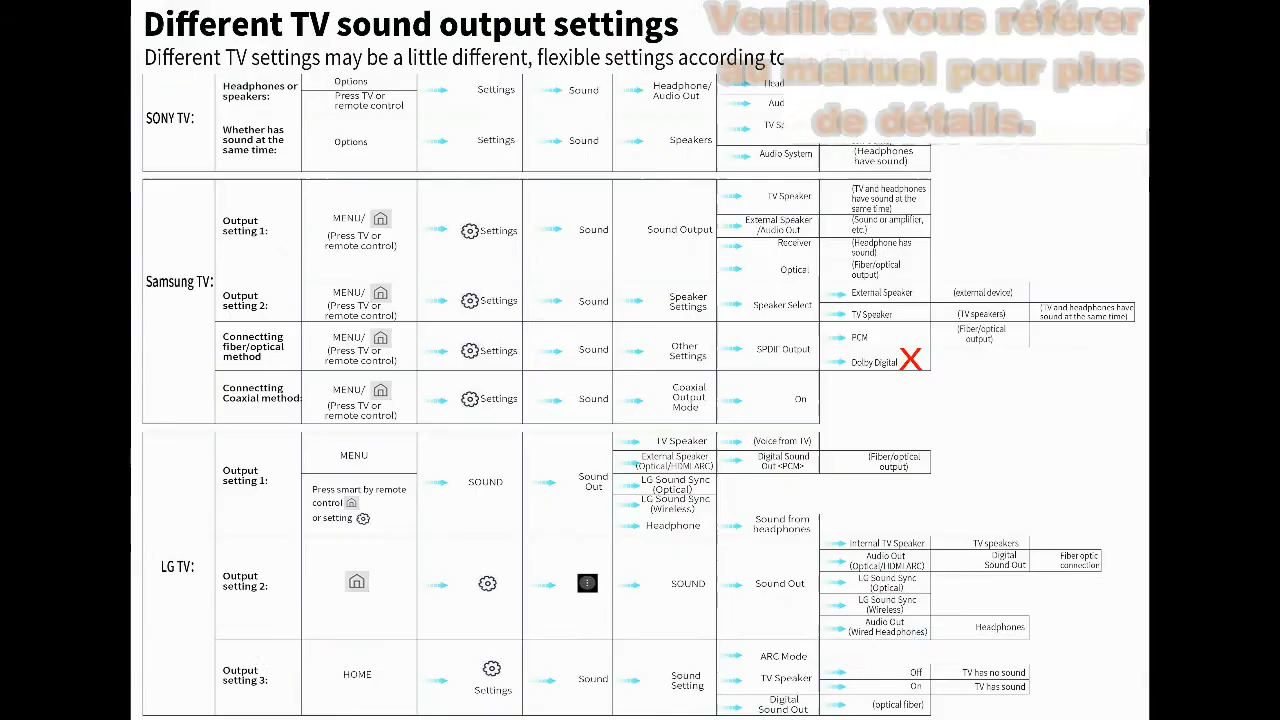 Different TV sound output settings
Different TV settings may be a little different, flexible settings according to
Veuillez vous référer
au manuel pour plus
de détails.
SONY TV:
Headphones or
speakers:
Options
Press TV or
remote control
Settings
Sound
Headphone/
Audio Out
Whether has
sound at the
same time:
Options
Settings
Sound
Speakers
Audio System
(Headphones
have sound)
Samsung TV:
Output
setting 1:
MENU/
(Press TV or
remote control)
Settings
Sound
Sound Output
TV Speaker
(TV and headphones
have sound at the
same time)
External Speaker
/Audio Out
(Sound or amplifier,
etc.)
Receiver
(Headphone has
sound)
Optical
(Fiber/optical
output)
Output
setting 2:
MENU/
(Press TV or
remote control)
Settings
Sound
Speaker
Settings
Speaker Select
External Speaker
(external device)
TV Speaker
(TV speakers)
(TV and headphones have
sound at the same time)
Connectting
fiber/optical
method
MENU/
(Press TV or
remote control)
Settings
Sound
Other
Settings
SPDIF Output
PCM
(Fiber/optical
output)
Dolby Digital X
Connectting
Coaxial method:
MENU/
(Press TV or
remote control)
Settings
Sound
Coaxial
Output
Mode
On
LG TV:
Output
setting 1:
MENU
Press smart by remote
control
or setting
SOUND
Sound
Out
TV Speaker
(Voice from TV)
External Speaker
(Optical/HDMI ARC)
Digital Sound
Out <PCM>
(Fiber/optical
output)
LG Sound Sync
(Optical)
LG Sound Sync
(Wireless)
Headphone
Sound from
headphones
Output
setting 2:
SOUND
Sound Out
Internal TV Speaker
TV speakers
Audio Out
(Optical/HDMI ARC)
Digital
Sound Out
Fiber optic
connection
LG Sound Sync
(Optical)
LG Sound Sync
(Wireless)
Audio Out
(Wired Headphones)
Headphones
Output
setting 3:
HOME
Settings
Sound
Sound
Setting
ARC Mode
TV Speaker
Off
TV has no sound
On
TV has sound
Digital
Sound Out
(optical fiber)